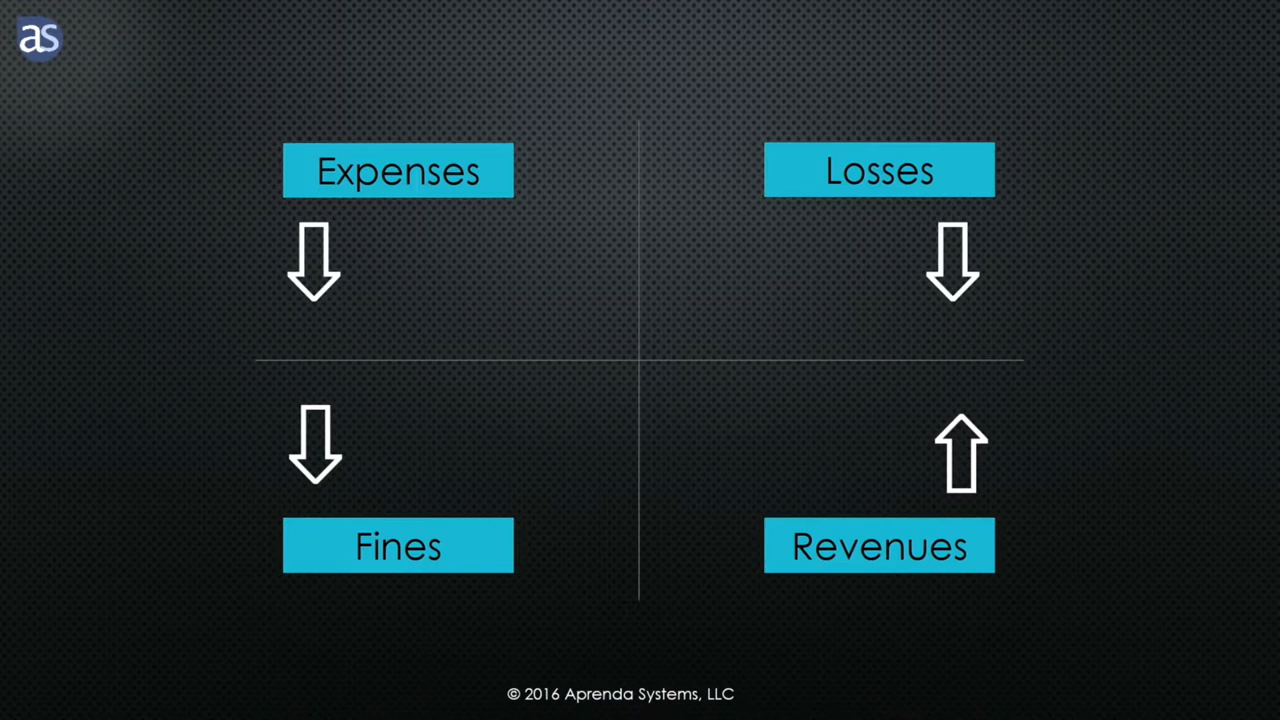 as
Expenses
Losses
Fines
Revenues
© 2016 Aprenda Systems, LLC